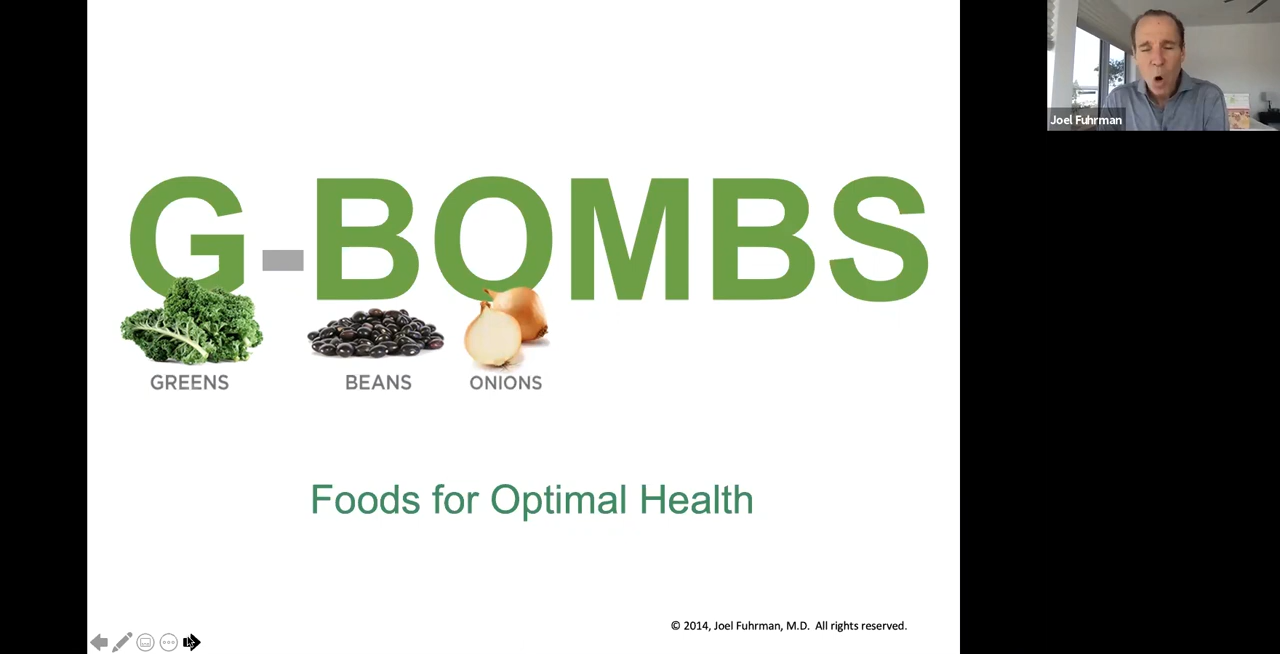 Joel Fuhrman
G-BOMBS
GREENS
BEANS
ONIONS
Foods for Optimal Health
© 2014, Joel Fuhrman, M.D. All rights reserved.